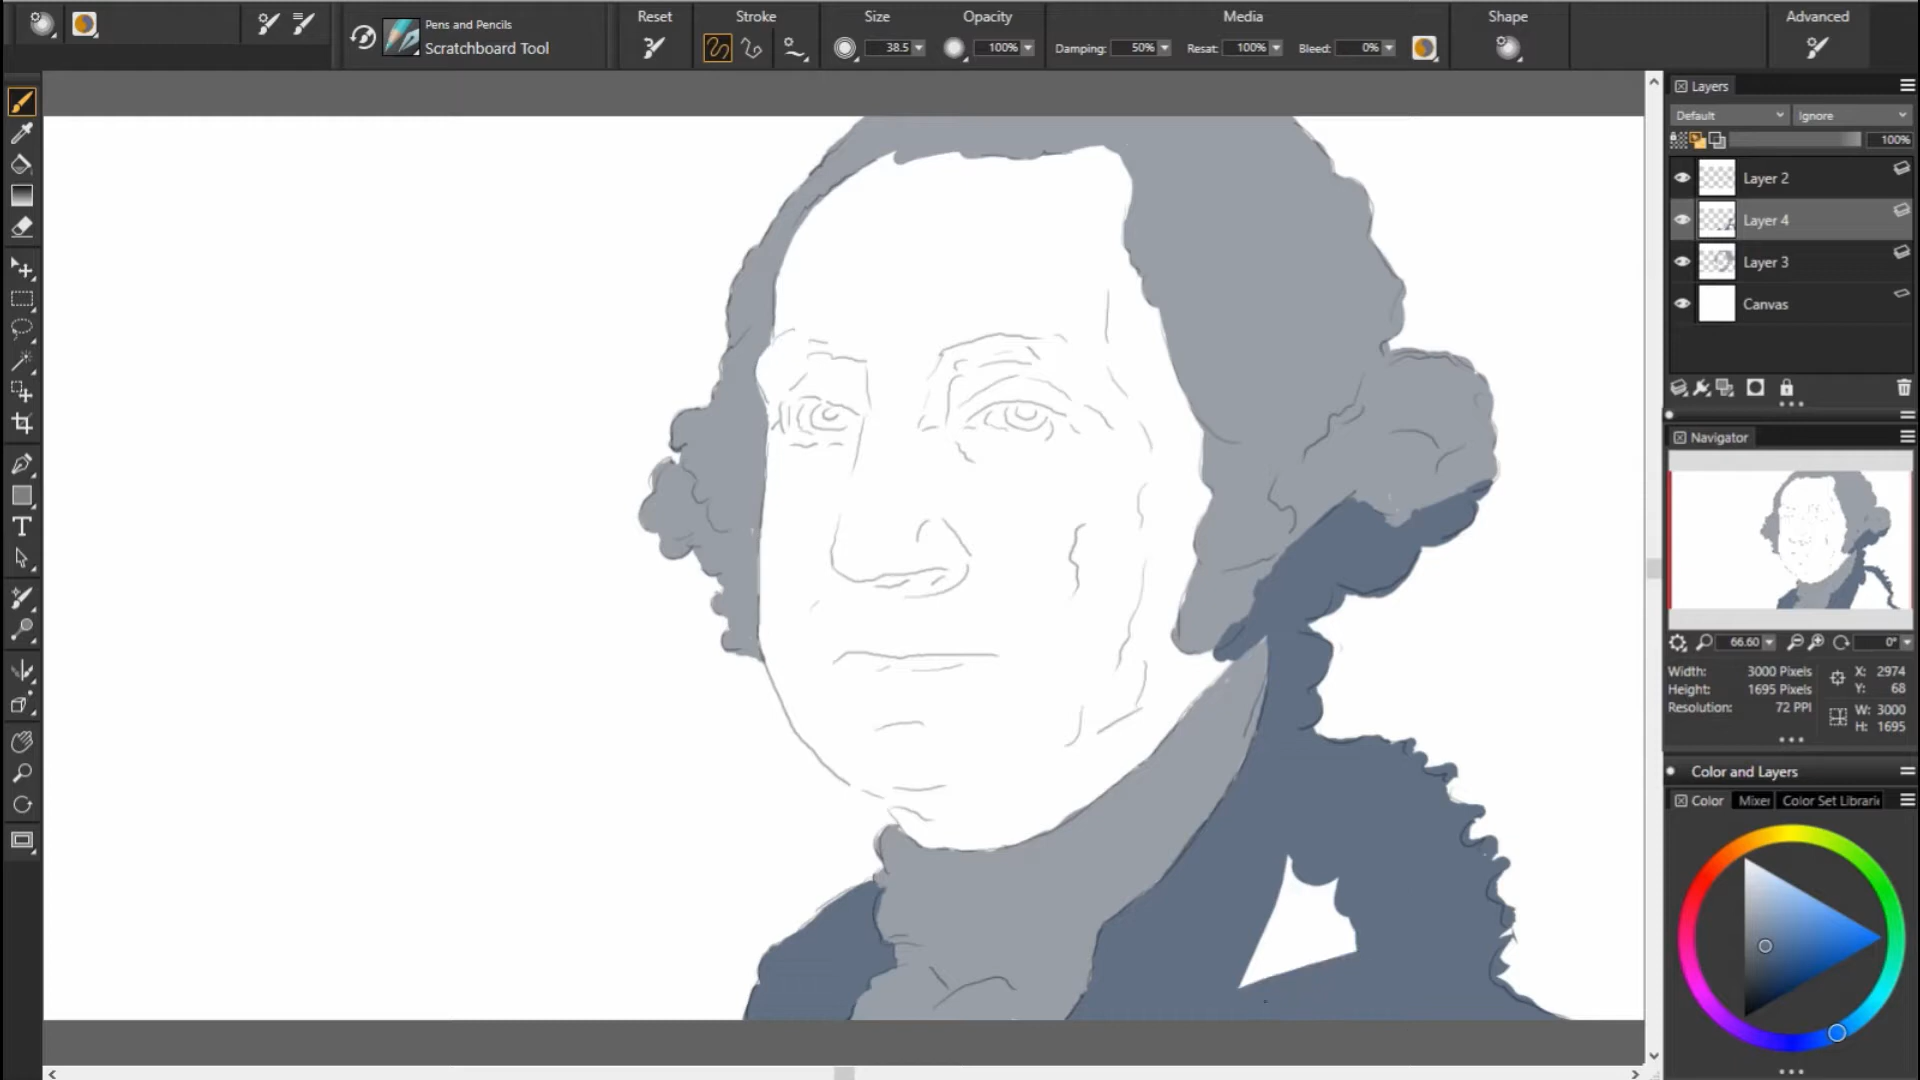 Pens and Pencils
Scratchboard Tool
Reset
Stroke
Size
38.5
Opacity
100%
Media
Damping: 50% Resat: 100% Bleed: 0%
Shape
Advanced
Layers
Default Ignore
100%
Layer 2
Layer 4
Layer 3
Canvas
Navigator
66.60 0°
Width: 3000 Pixels X: 2974
Height: 1695 Pixels Y: 68
Resolution: 72 PPI W: 3000
H: 1695
Color and Layers
Color Mixer Color Set Librari
T